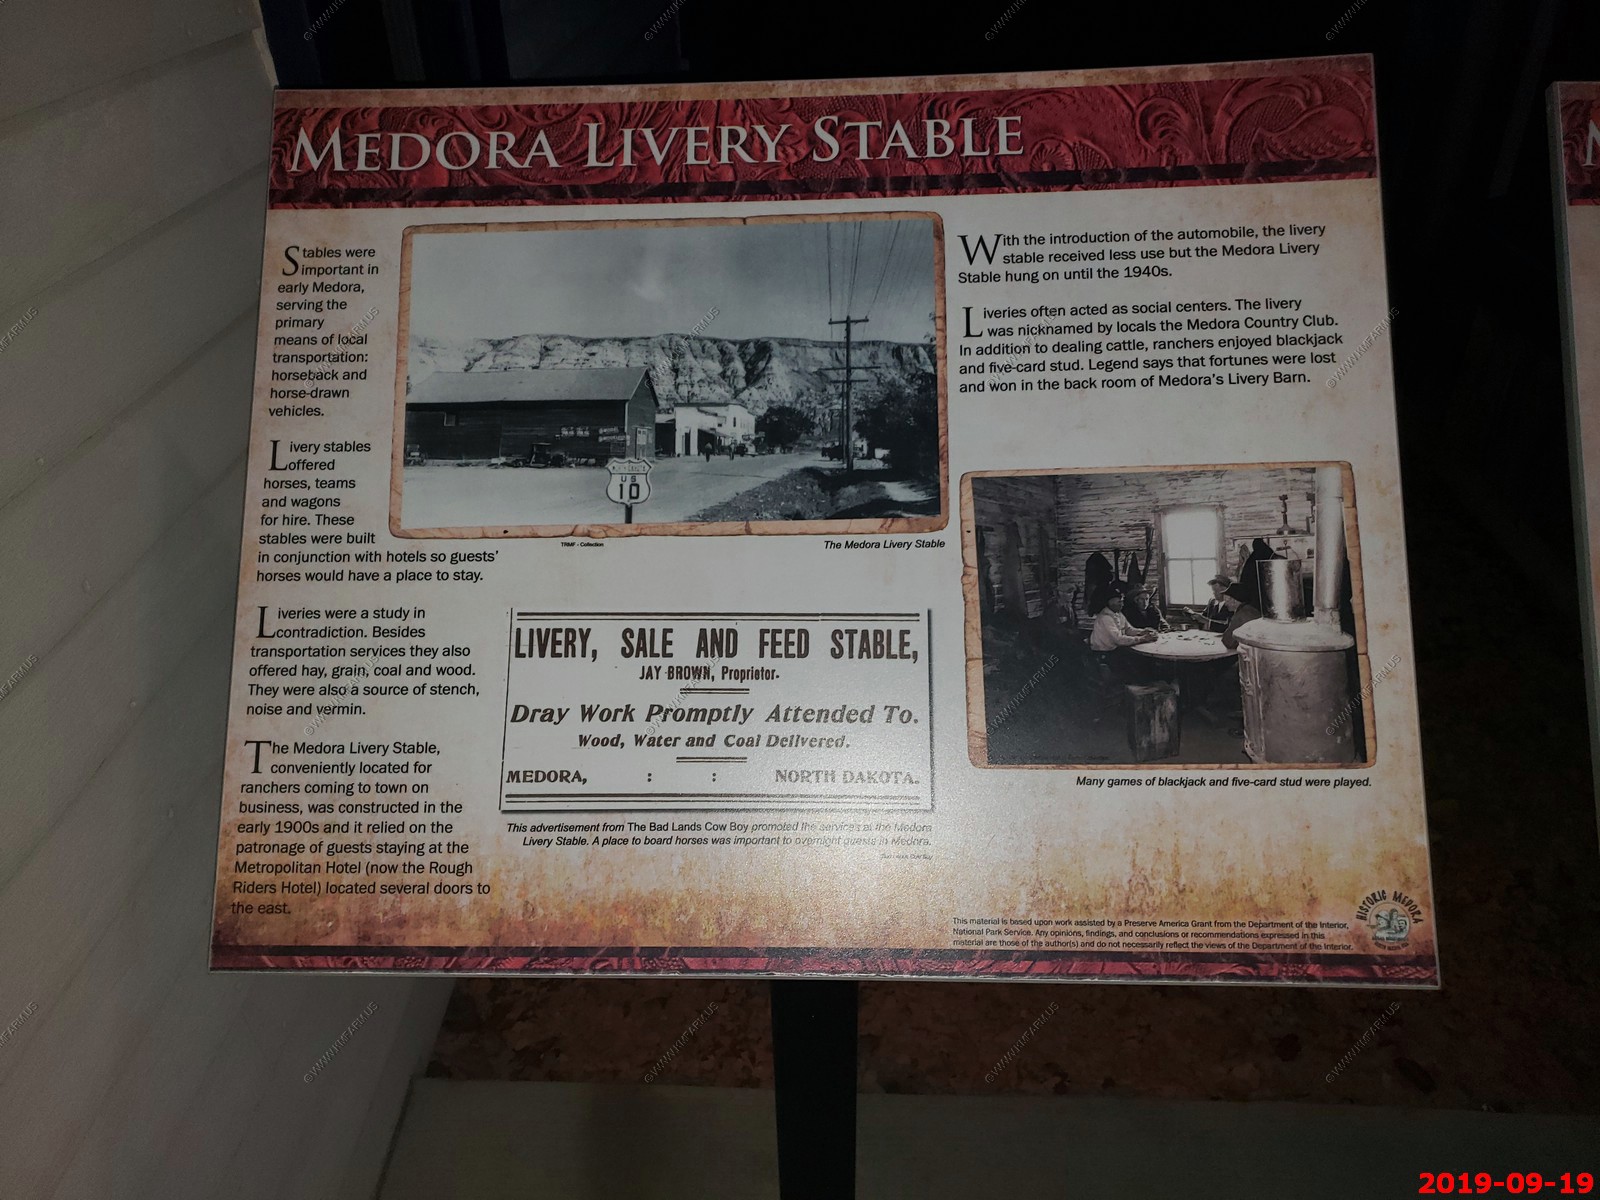 MEDORA LIVERY STABLE
Stables were
important in
early Medora,
serving the
primary
means of local
transportation:
horseback and
horse-drawn
vehicles.
Livery stables
offered
horses, teams
and wagons
for hire. These
stables were built
in conjunction with hotels so guests'
horses would have a place to stay.
Liveries were a study in
contradiction. Besides
transportation services they also
offered hay, grain, coal and wood.
They were also a source of stench,
noise and vermin.
The Medora Livery Stable,
conveniently located for
ranchers coming to town on
business, was constructed in the
early 1900s and it relied on the
patronage of guests staying at the
Metropolitan Hotel (now the Rough
Riders Hotel) located several doors to
the east.
US
10
TRMF - Collection
The Medora Livery Stable
LIVERY, SALE AND FEED STABLE,
JAY BROWN, Proprietor.
Dray Work Promptly Attended To.
Wood, Water and Coal Delivered.
MEDORA, : : NORTH DAKOTA.
This advertisement from The Bad Lands Cow Boy promoted the services at the Medora
Livery Stable. A place to board horses was important to overnight guests in Medora.
With the introduction of the automobile, the livery
stable received less use but the Medora Livery
Stable hung on until the 1940s.
Liveries often acted as social centers. The livery
was nicknamed by locals the Medora Country Club.
In addition to dealing cattle, ranchers enjoyed blackjack
and five-card stud. Legend says that fortunes were lost
and won in the back room of Medora's Livery Barn.
Many games of blackjack and five-card stud were played.
This material is based upon work assisted by a Preserve America Grant from the Department of the Interior,
National Park Service. Any opinions, findings, and conclusions or recommendations expressed in this
material are those of the author(s) and do not necessarily reflect the views of the Department of the Interior.
HISTORIC MEDORA
©WWW.KMFARM.US
2019-09-19